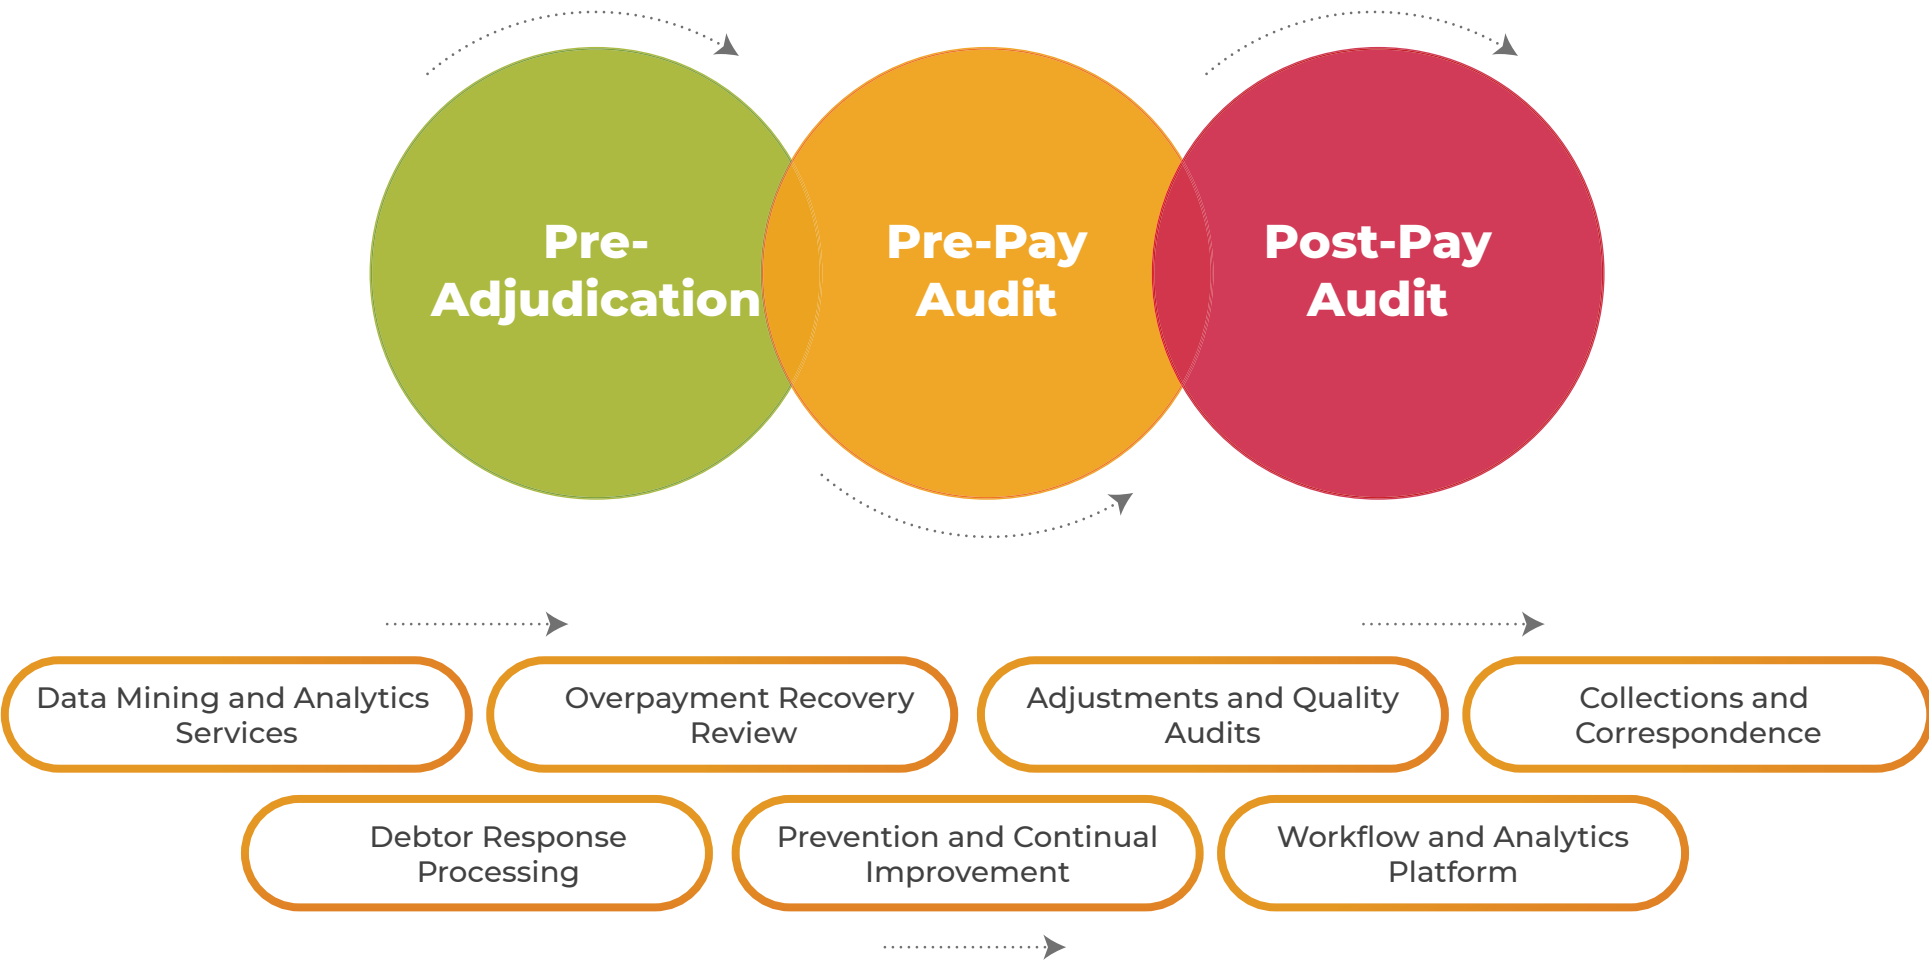 Pre-
Adjudication
Pre-Pay
Audit
Post-Pay
Audit
Data Mining and Analytics
Services
Overpayment Recovery
Review
Adjustments and Quality
Audits
Collections and
Correspondence
Debtor Response
Processing
Prevention and Continual
Improvement
Workflow and Analytics
Platform